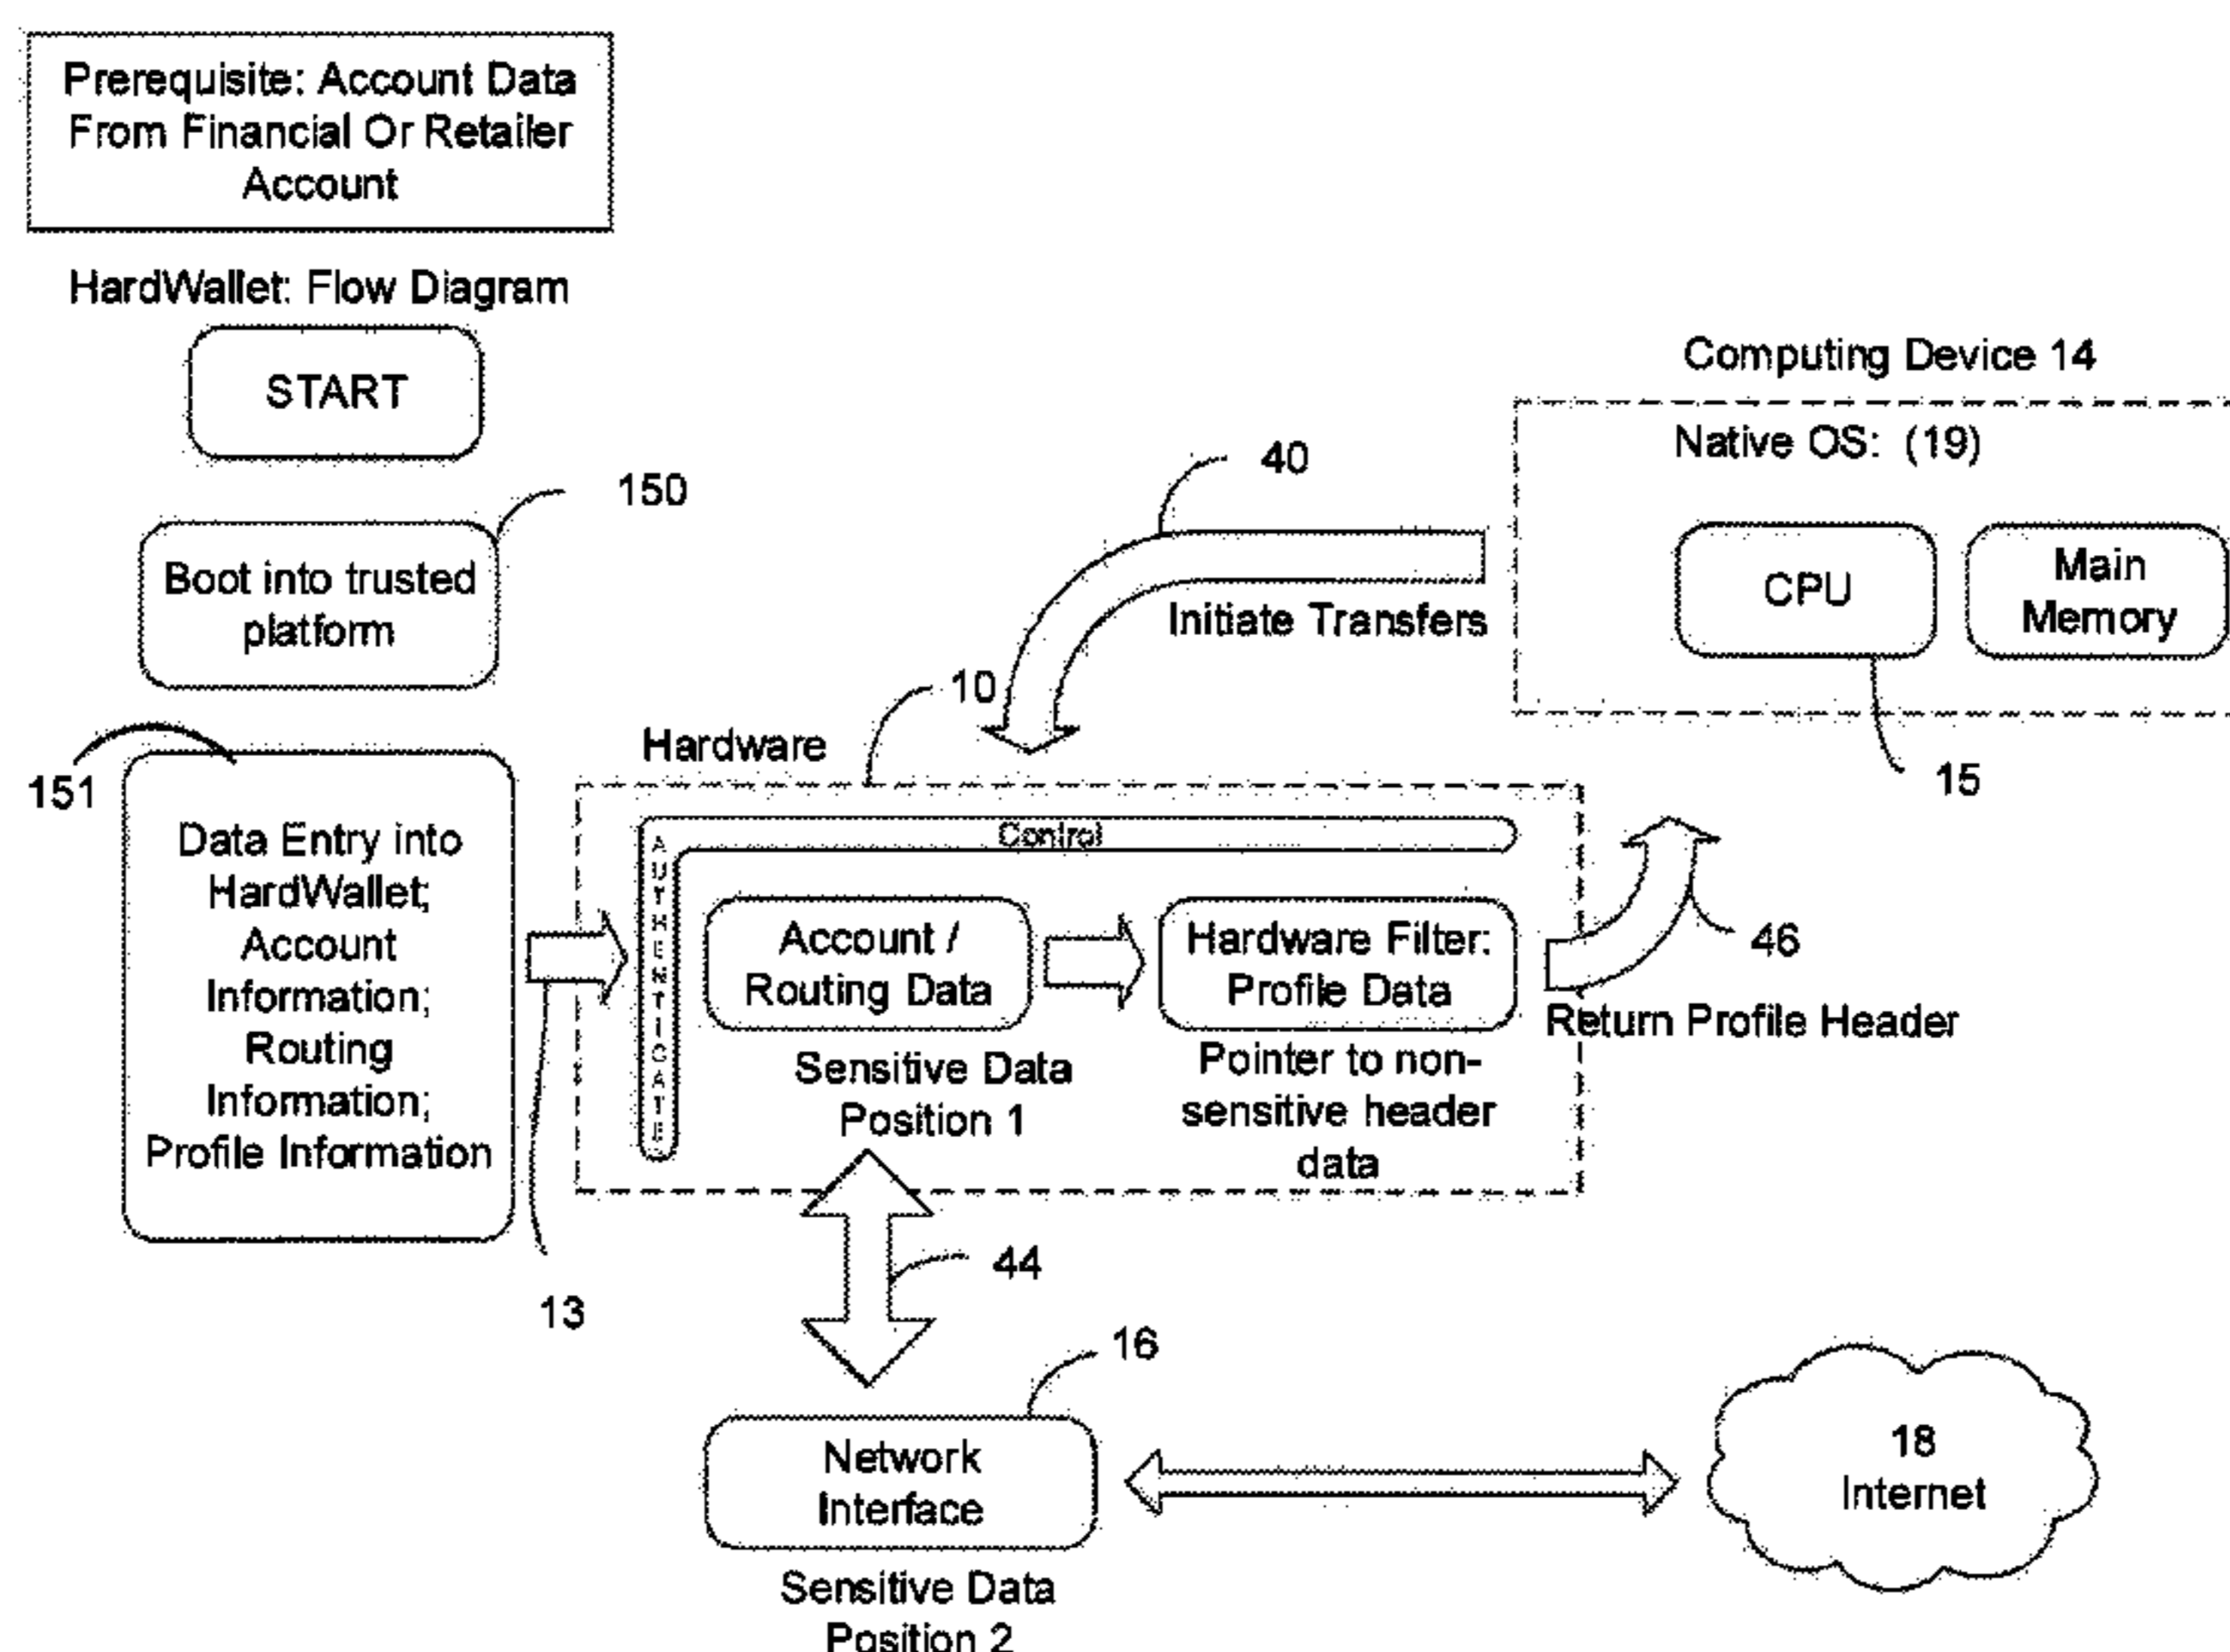 Prerequisite: Account Data
From Financial Or Retailer
Account
HardWallet: Flow Diagram
START
150
Boot into trusted
platform
151
Data Entry into
HardWallet;
Account
Information;
Routing
Information;
Profile Information
13
Computing Device 14
Native OS: (19)
CPU
Main
Memory
15
40
Initiate Transfers
10
Hardware
Control
AUTHENTICATE
Account /
Routing Data
Sensitive Data
Position 1
Hardware Filter:
Profile Data
Pointer to non-
sensitive header
data
46
Return Profile Header
44
16
Network
Interface
Sensitive Data
Position 2
18
Internet